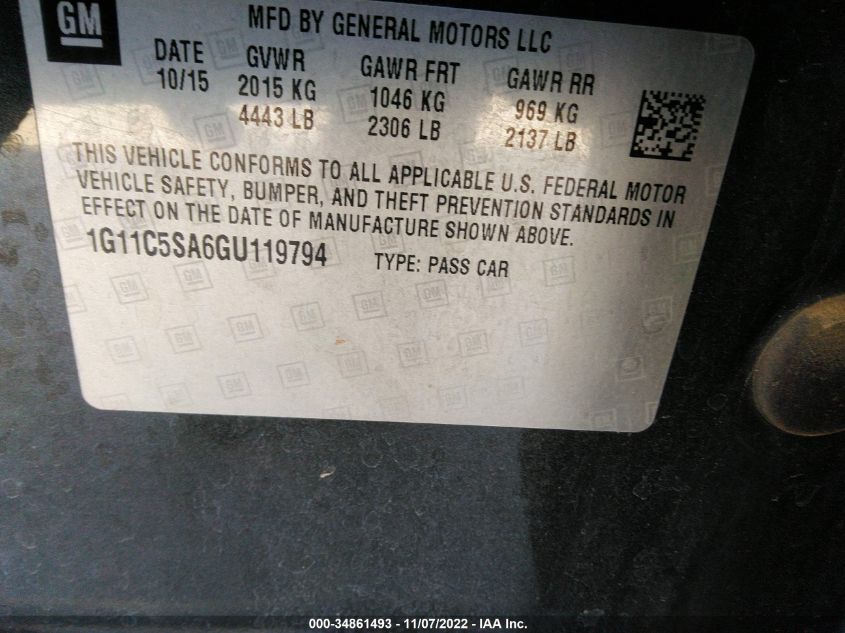 GM
MFD BY GENERAL MOTORS LLC
DATE GVWR GAWR FRT GAWR RR
10/15 2015 KG 1046 KG 969 KG
4443 LB 2306 LB 2137 LB
THIS VEHICLE CONFORMS TO ALL APPLICABLE U.S. FEDERAL MOTOR
VEHICLE SAFETY, BUMPER, AND THEFT PREVENTION STANDARDS IN
EFFECT ON THE DATE OF MANUFACTURE SHOWN ABOVE.
1G11C5SA6GU119794 TYPE: PASS CAR
000-34861493 - 11/07/2022 - IAA Inc.